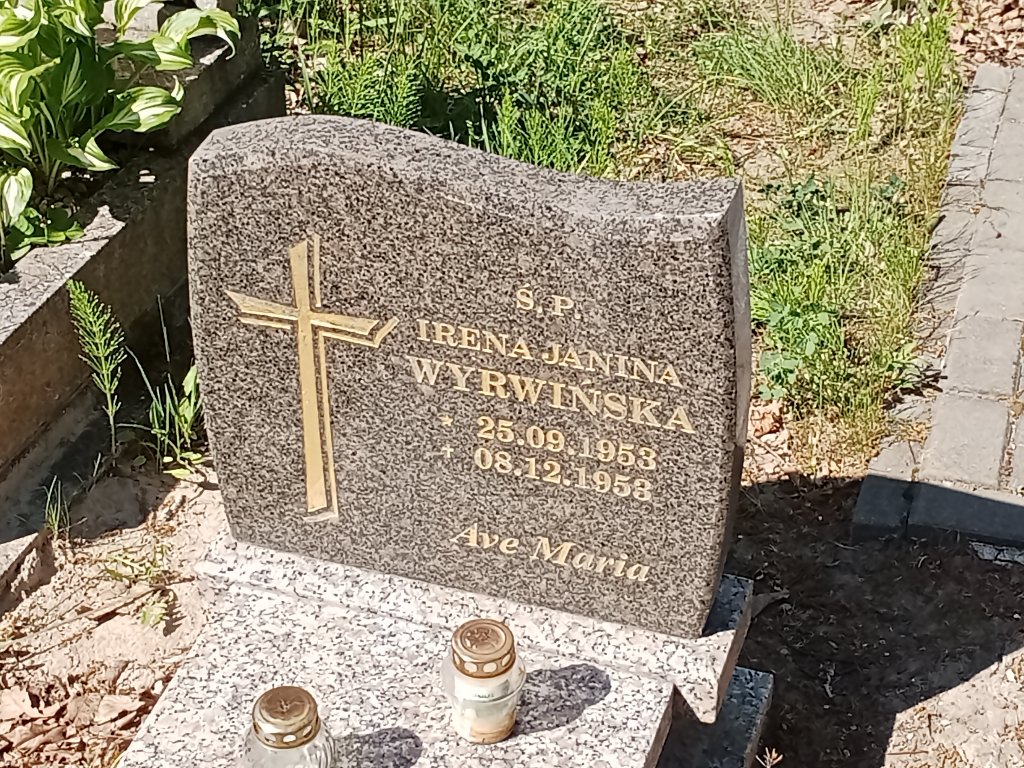 Ś. P.
IRENA JANINA
WYRWIŃSKA
* 25.09.1953
+ 08.12.1953
Ave Maria